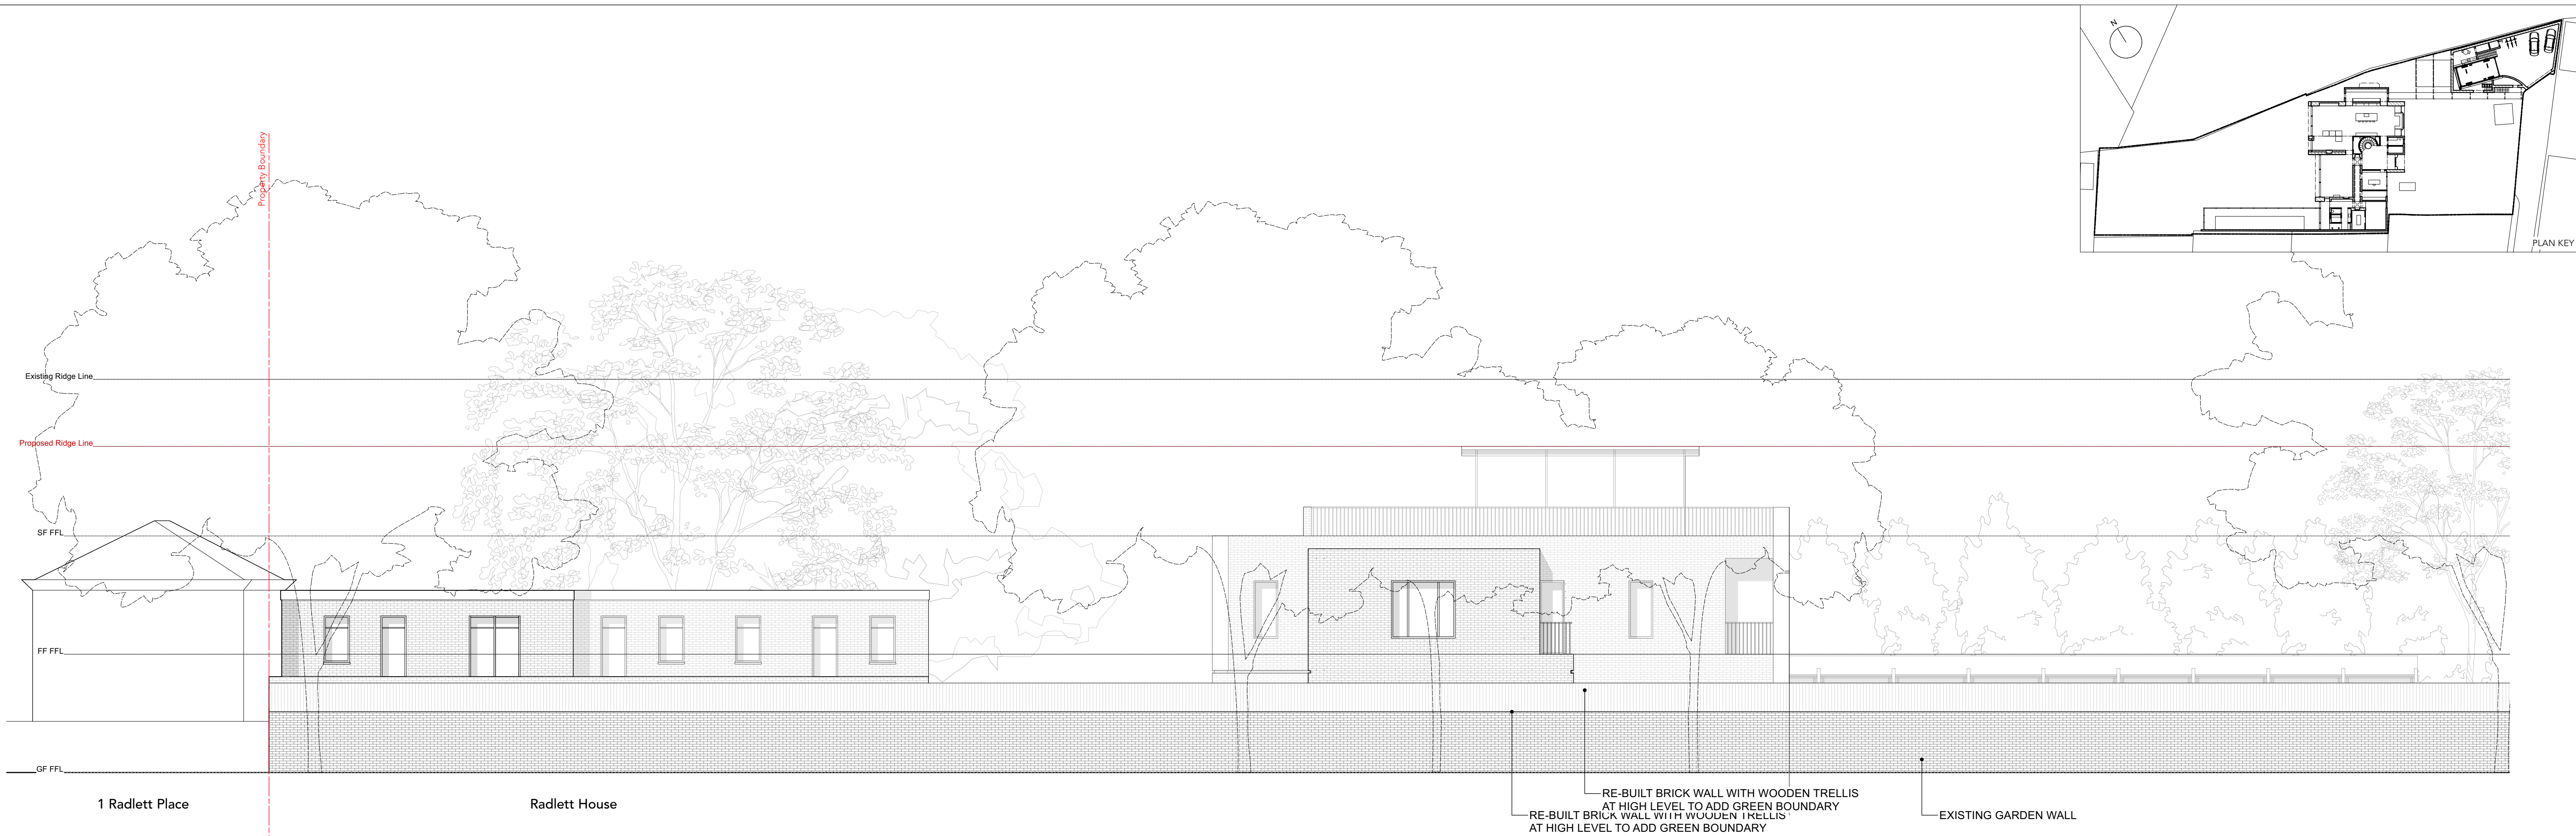 N
PLAN KEY
Property Boundary
Existing Ridge Line
Proposed Ridge Line
SF FFL
FF FFL
GF FFL
1 Radlett Place
Radlett House
RE-BUILT BRICK WALL WITH WOODEN TRELLIS
AT HIGH LEVEL TO ADD GREEN BOUNDARY
RE-BUILT BRICK WALL WITH WOODEN TRELLIS
AT HIGH LEVEL TO ADD GREEN BOUNDARY
EXISTING GARDEN WALL